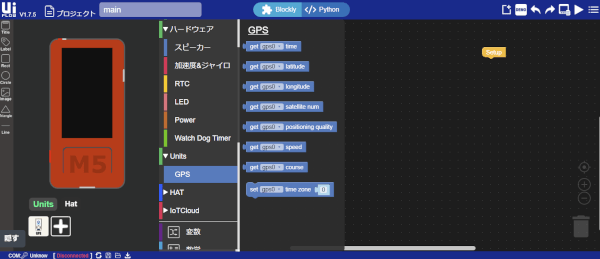 Ui
FLOW
V1.7.5
プロジェクト
main
Blockly
</> Python
DEMO
Title
Label
Rect
Circle
Image
Triangle
Line
M5
Units
Hat
隠す
ハードウェア
スピーカー
加速度&ジャイロ
RTC
LED
Power
Watch Dog Timer
Units
GPS
HAT
IoTCloud
変数
GPS
get gps0 time
get gps0 latitude
get gps0 longitude
get gps0 satellite num
get gps0 positioning quality
get gps0 speed
get gps0 course
set gps0 time zone 0
Setup
COM: Unknow [ Disconnected ]